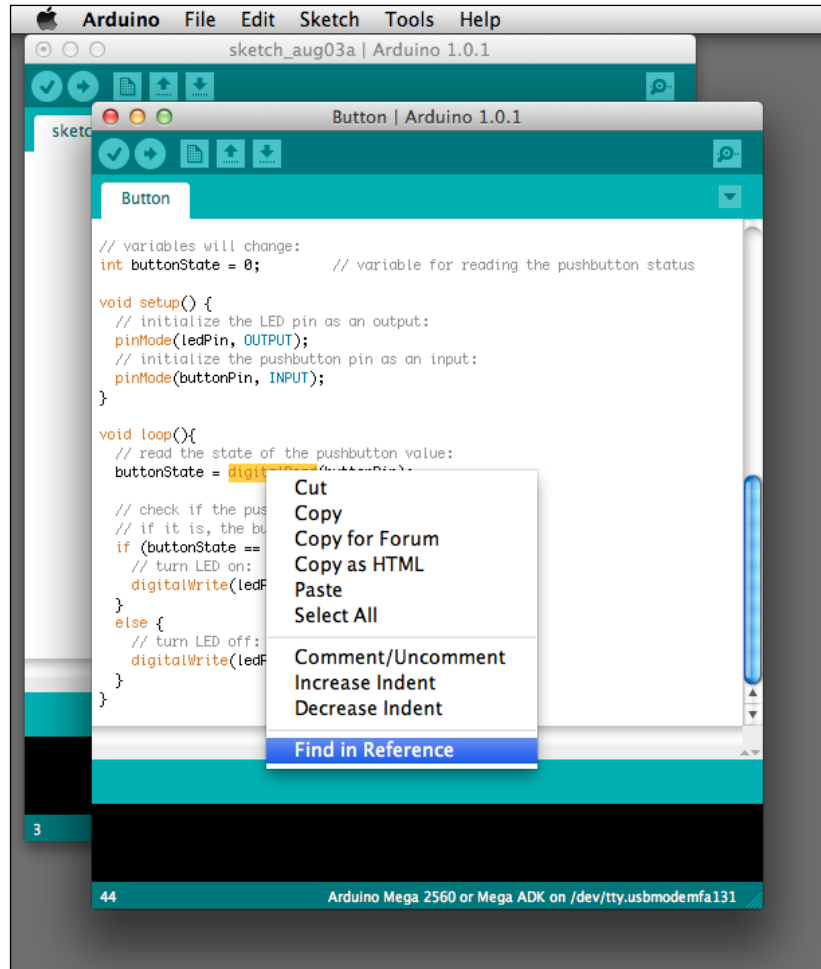 Arduino File Edit Sketch Tools Help
sketch_aug03a | Arduino 1.0.1
Button | Arduino 1.0.1
Button
// variables will change:
int buttonState = 0; // variable for reading the pushbutton status
void setup() {
// initialize the LED pin as an output:
pinMode(ledPin, OUTPUT);
// initialize the pushbutton pin as an input:
pinMode(buttonPin, INPUT);
}
void loop(){
// read the state of the pushbutton value:
buttonState = digitalRead(buttonPin);
// check if the pus
// if it is, the bu
if (buttonState ==
// turn LED on:
digitalWrite(ledP
}
else {
// turn LED off:
digitalWrite(ledP
}
}
Cut
Copy
Copy for Forum
Copy as HTML
Paste
Select All
Comment/Uncomment
Increase Indent
Decrease Indent
Find in Reference
3
44 Arduino Mega 2560 or Mega ADK on /dev/tty.usbmodemfa131